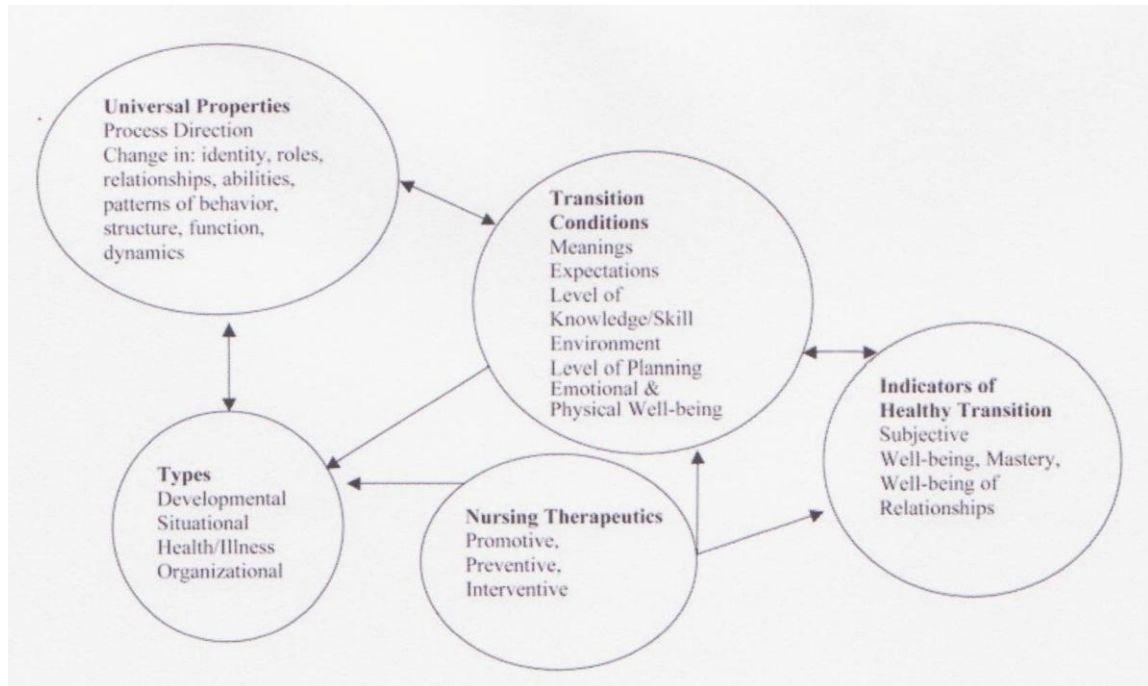 Universal Properties
Process Direction
Change in: identity, roles,
relationships, abilities,
patterns of behavior,
structure, function,
dynamics
Transition
Conditions
Meanings
Expectations
Level of
Knowledge/Skill
Environment
Level of Planning
Emotional &
Physical Well-being
Indicators of
Healthy Transition
Subjective
Well-being, Mastery,
Well-being of
Relationships
Types
Developmental
Situational
Health/Illness
Organizational
Nursing Therapeutics
Promotive,
Preventive,
Interventive